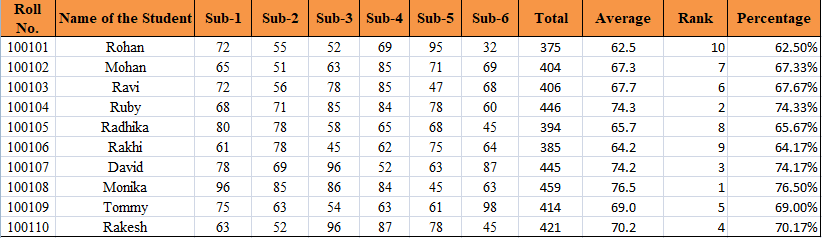 Roll No. Name of the Student Sub-1 Sub-2 Sub-3 Sub-4 Sub-5 Sub-6 Total Average Rank Percentage
100101 Rohan 72 55 52 69 95 32 375 62.5 10 62.50%
100102 Mohan 65 51 63 85 71 69 404 67.3 7 67.33%
100103 Ravi 72 56 78 85 47 68 406 67.7 6 67.67%
100104 Ruby 68 71 85 84 78 60 446 74.3 2 74.33%
100105 Radhika 80 78 58 65 68 45 394 65.7 8 65.67%
100106 Rakhi 61 78 45 62 75 64 385 64.2 9 64.17%
100107 David 78 69 96 52 63 87 445 74.2 3 74.17%
100108 Monika 96 85 86 84 45 63 459 76.5 1 76.50%
100109 Tommy 75 63 54 63 61 98 414 69.0 5 69.00%
100110 Rakesh 63 52 96 87 78 45 421 70.2 4 70.17%